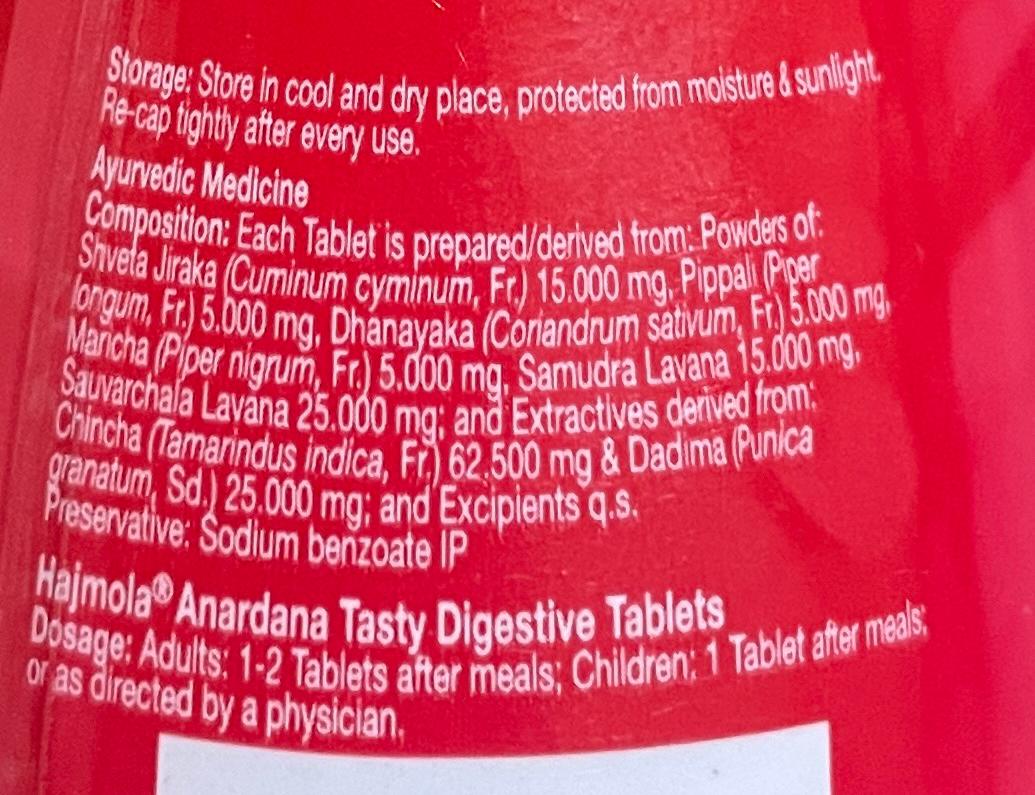 Storage: Store in cool and dry place, protected from moisture & sunlight.
Re-cap tightly after every use.
Ayurvedic Medicine
Composition: Each Tablet is prepared/derived from: Powders of:
Shveta Jiraka (Cuminum cyminum, Fr.) 15.000 mg, Pippali (Piper
longum, Fr.) 5.000 mg, Dhanayaka (Coriandrum sativum, Fr.) 5.000 mg,
Maricha (Piper nigrum, Fr.) 5.000 mg, Samudra Lavana 15.000 mg,
Sauvarchala Lavana 25.000 mg; and Extractives derived from:
Chincha (Tamarindus indica, Fr.) 62.500 mg & Dadima (Punica
granatum, Sd.) 25.000 mg; and Excipients q.s.
Preservative: Sodium benzoate IP
Hajmola® Anardana Tasty Digestive Tablets
Dosage: Adults: 1-2 Tablets after meals; Children: 1 Tablet after meals;
or as directed by a physician.